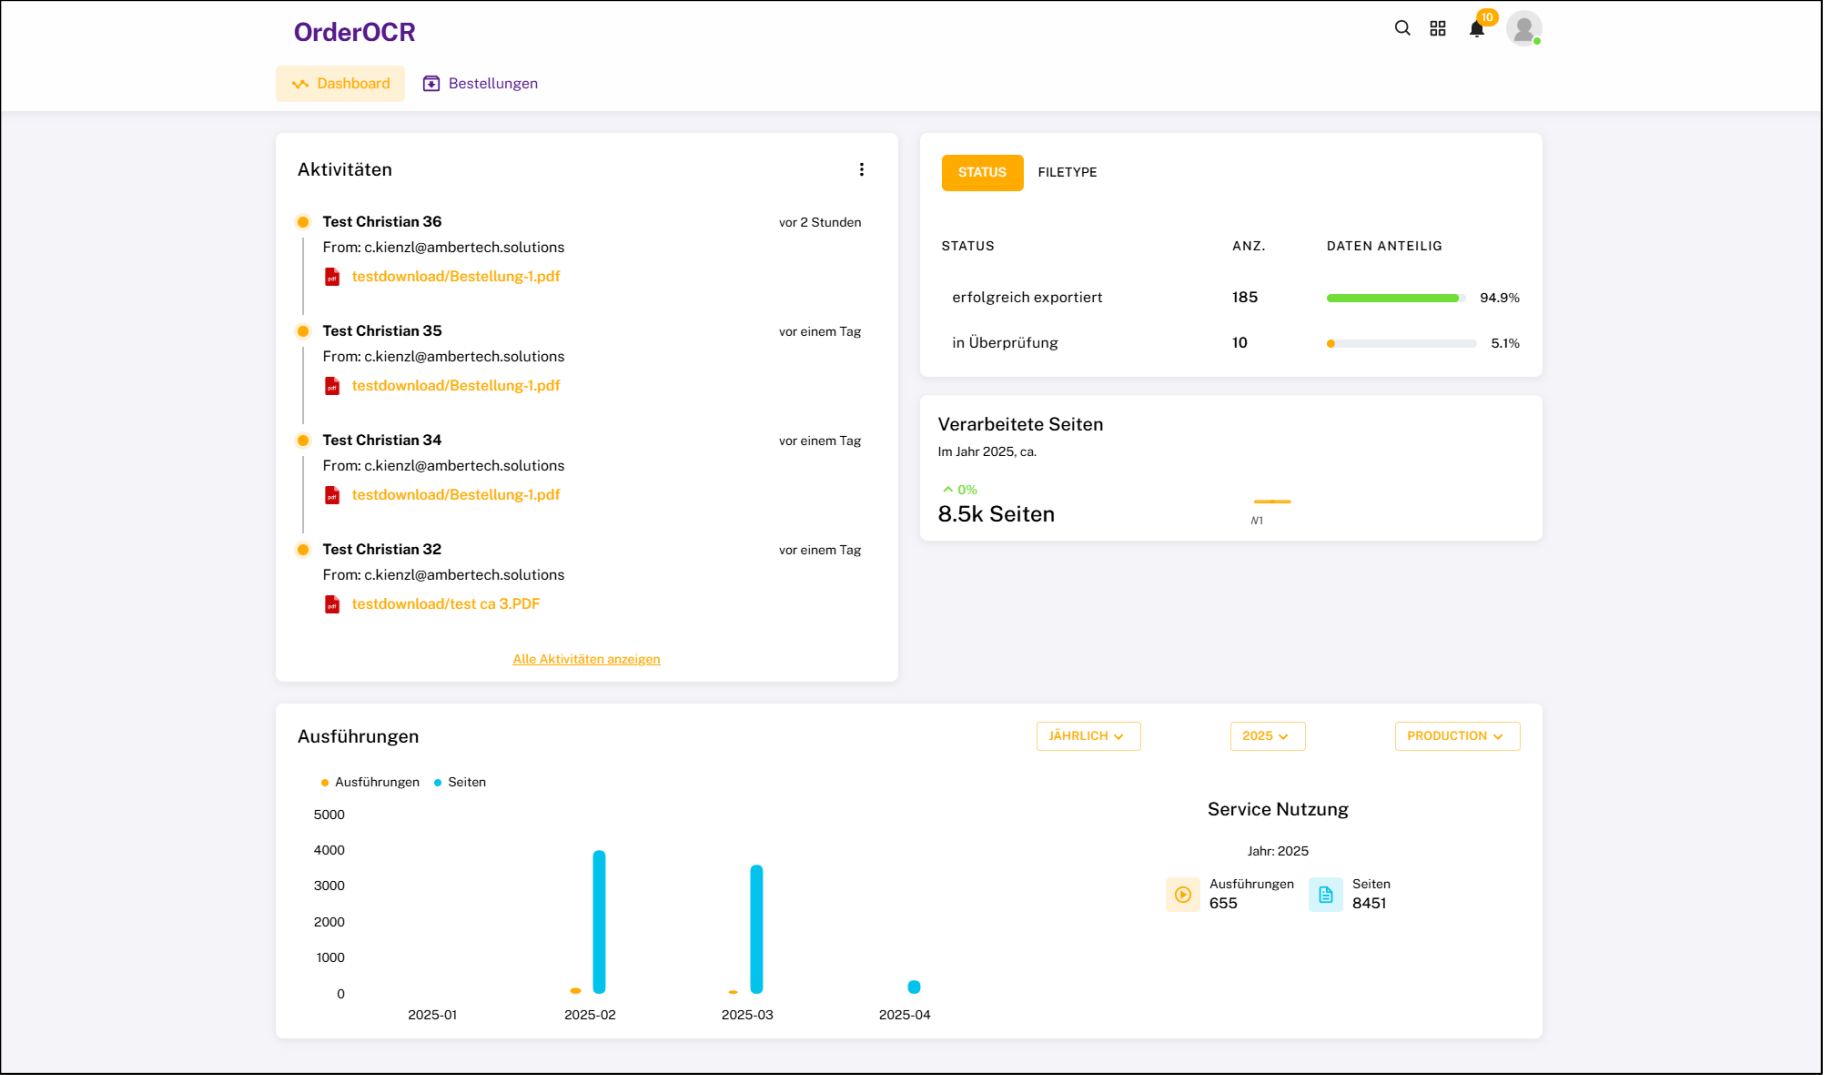 OrderOCR
10
Dashboard
Bestellungen
Aktivitäten
Test Christian 36
vor 2 Stunden
From: c.kienzl@ambertech.solutions
testdownload/Bestellung-1.pdf
Test Christian 35
vor einem Tag
From: c.kienzl@ambertech.solutions
testdownload/Bestellung-1.pdf
Test Christian 34
vor einem Tag
From: c.kienzl@ambertech.solutions
testdownload/Bestellung-1.pdf
Test Christian 32
vor einem Tag
From: c.kienzl@ambertech.solutions
testdownload/test ca 3.PDF
Alle Aktivitäten anzeigen
STATUS FILETYPE
STATUS ANZ. DATEN ANTEILIG
erfolgreich exportiert 185 94.9%
in Überprüfung 10 5.1%
Verarbeitete Seiten
Im Jahr 2025, ca.
0%
8.5k Seiten
Ausführungen
JÄHRLICH 2025 PRODUCTION
Ausführungen Seiten
5000
4000
3000
2000
1000
0
2025-01 2025-02 2025-03 2025-04
Service Nutzung
Jahr: 2025
Ausführungen
655
Seiten
8451